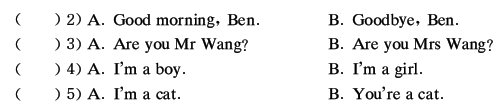 (　　) 2) A. Good morning, Ben.　　B. Goodbye, Ben.
(　　) 3) A. Are you Mr Wang?　　B. Are you Mrs Wang?
(　　) 4) A. I'm a boy.　　B. I'm a girl.
(　　) 5) A. I'm a cat.　　B. You're a cat.